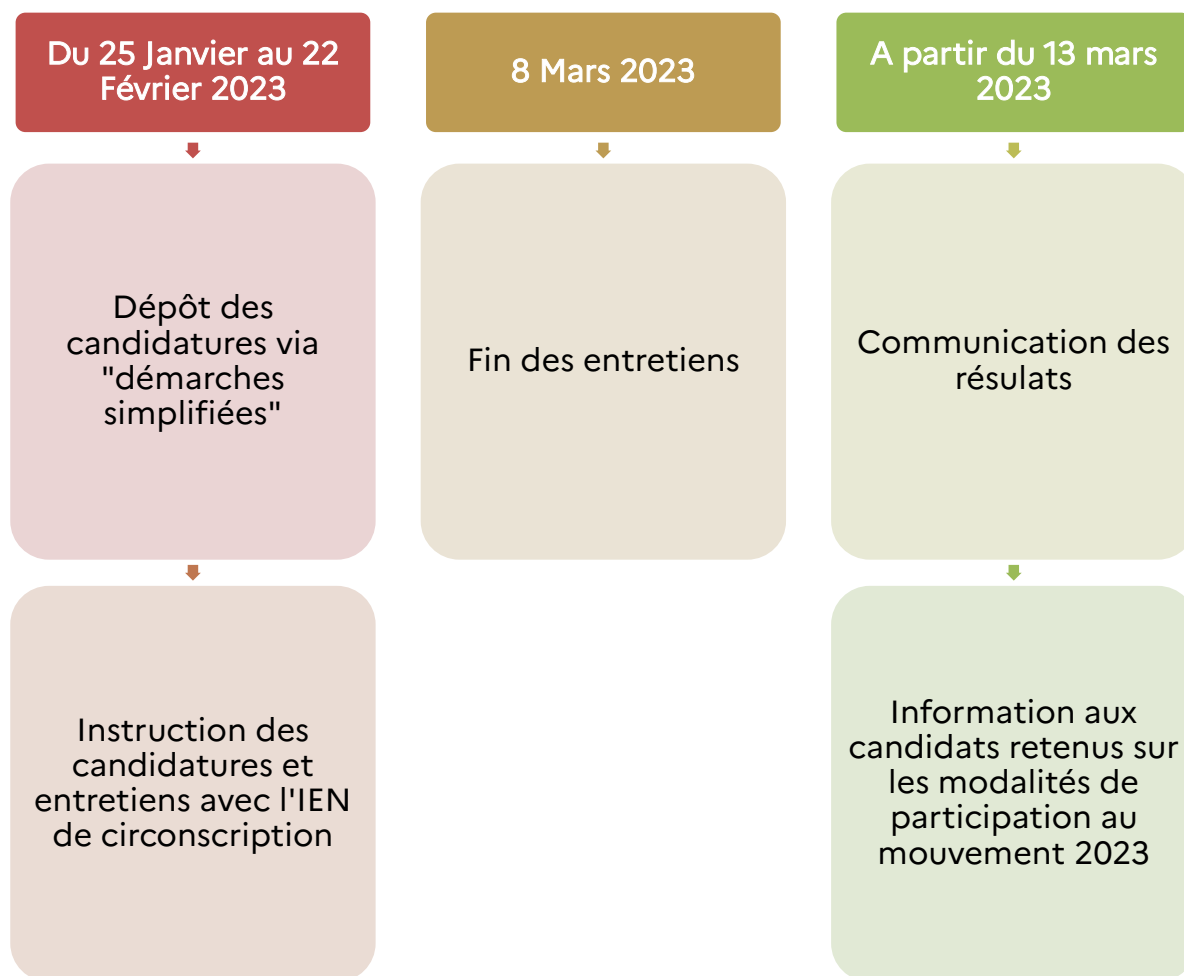 Du 25 Janvier au 22
Février 2023
Dépôt des
candidatures via
"démarches
simplifiées"
Instruction des
candidatures et
entretiens avec l'IEN
de circonscription
8 Mars 2023
Fin des entretiens
A partir du 13 mars
2023
Communication des
résulats
Information aux
candidats retenus sur
les modalités de
participation au
mouvement 2023